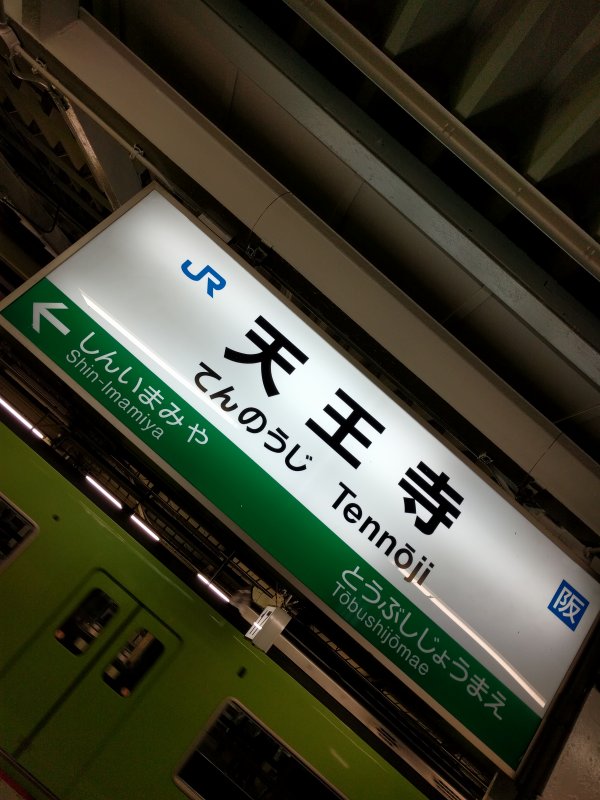 JR
天王寺
てんのうじ Tennōji
阪
しんいまみや
Shin-Imamiya
とうぶしじょうまえ
Tōbushijōmae